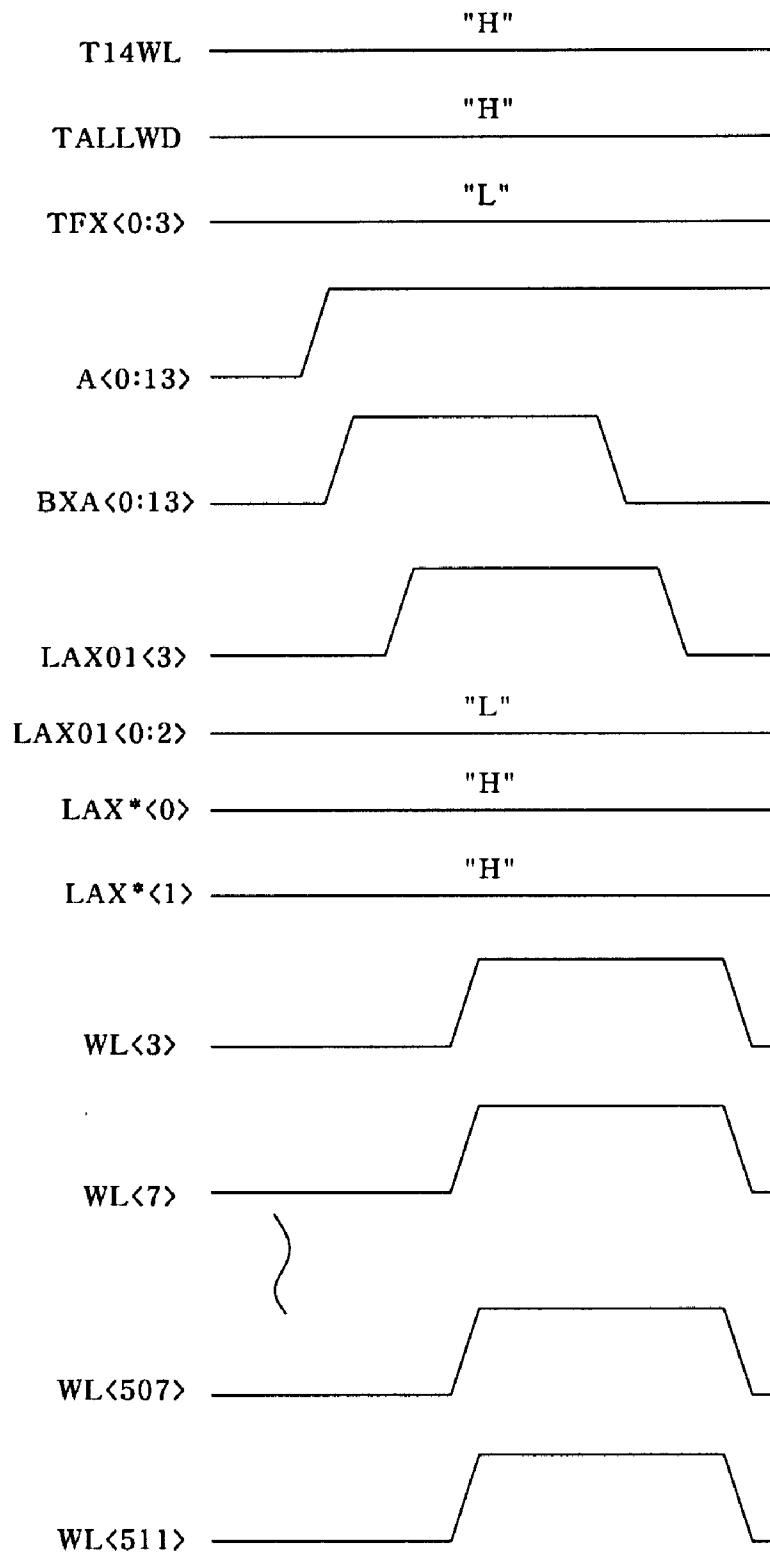 "H"
T14WL
"H"
TALLWD
"L"
TFX<0:3>
A<0:13>
BXA<0:13>
LAX01<3>
"L"
LAX01<0:2>
"H"
LAX*<0>
"H"
LAX*<1>
WL<3>
WL<7>
WL<507>
WL<511>